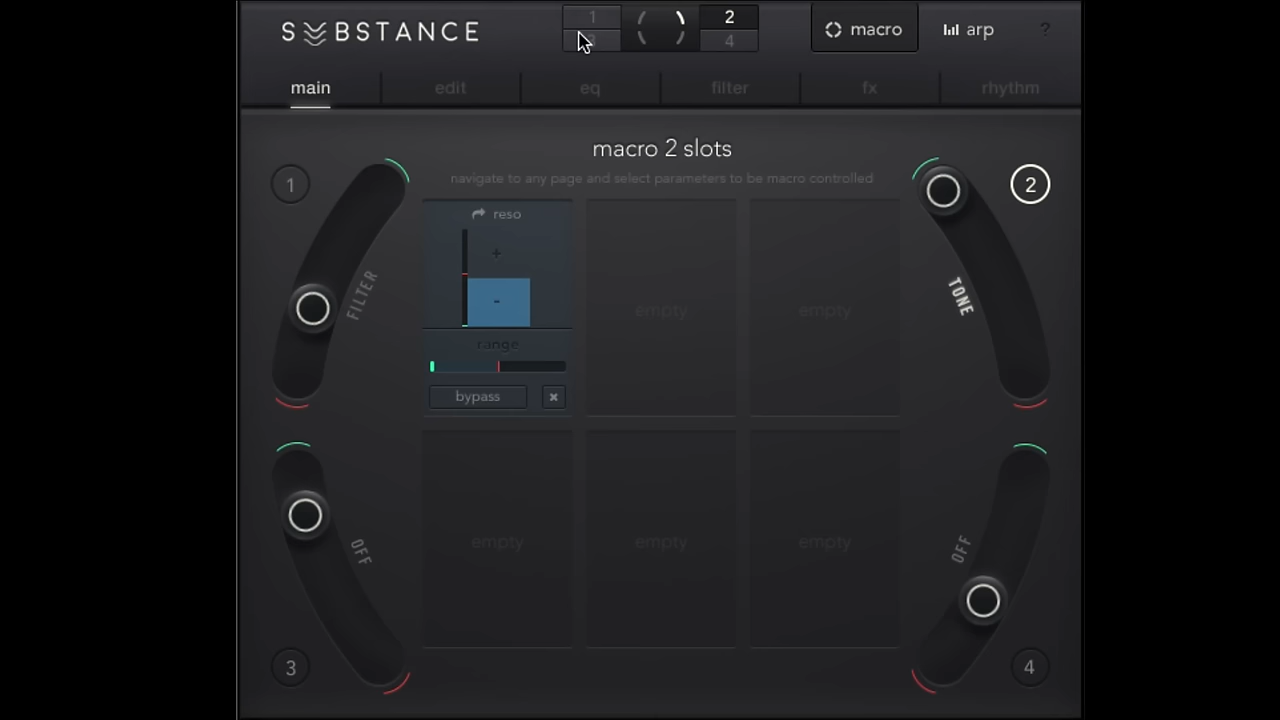 SUBSTANCE
1 2
3 4
macro arp ?
main edit eq filter fx rhythm
macro 2 slots
navigate to any page and select parameters to be macro controlled
1
2
FILTER
TONE
reso
+
-
range
bypass x
empty
empty
empty
empty
empty
OFF
OFF
3
4